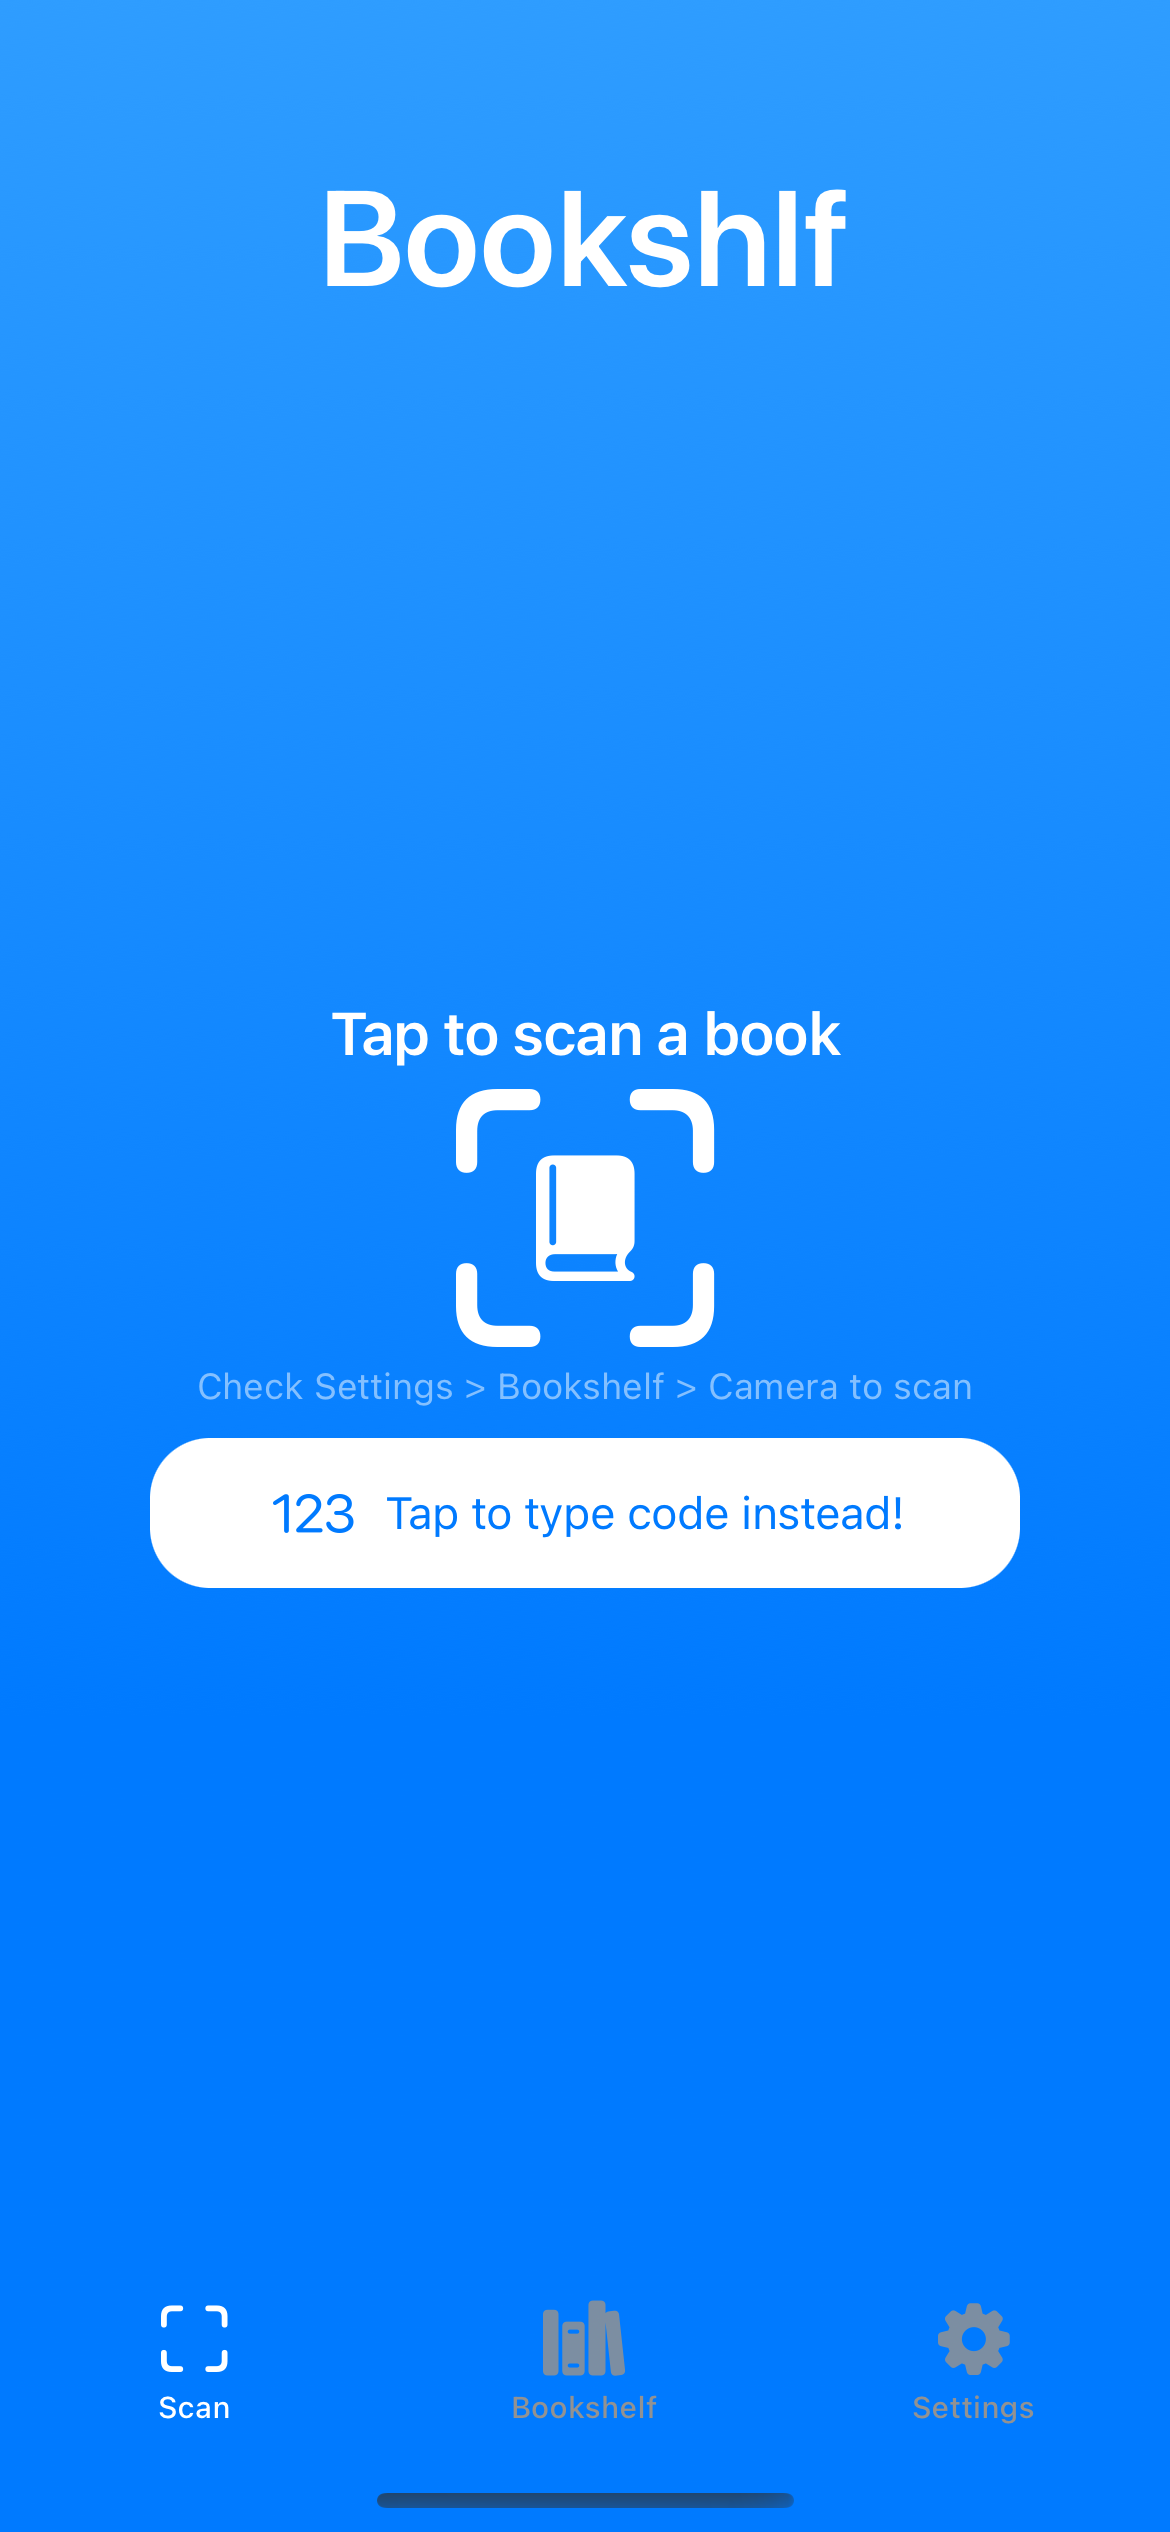 Bookshlf
Tap to scan a book
Check Settings > Bookshelf > Camera to scan
123 Tap to type code instead!
Scan
Bookshelf
Settings